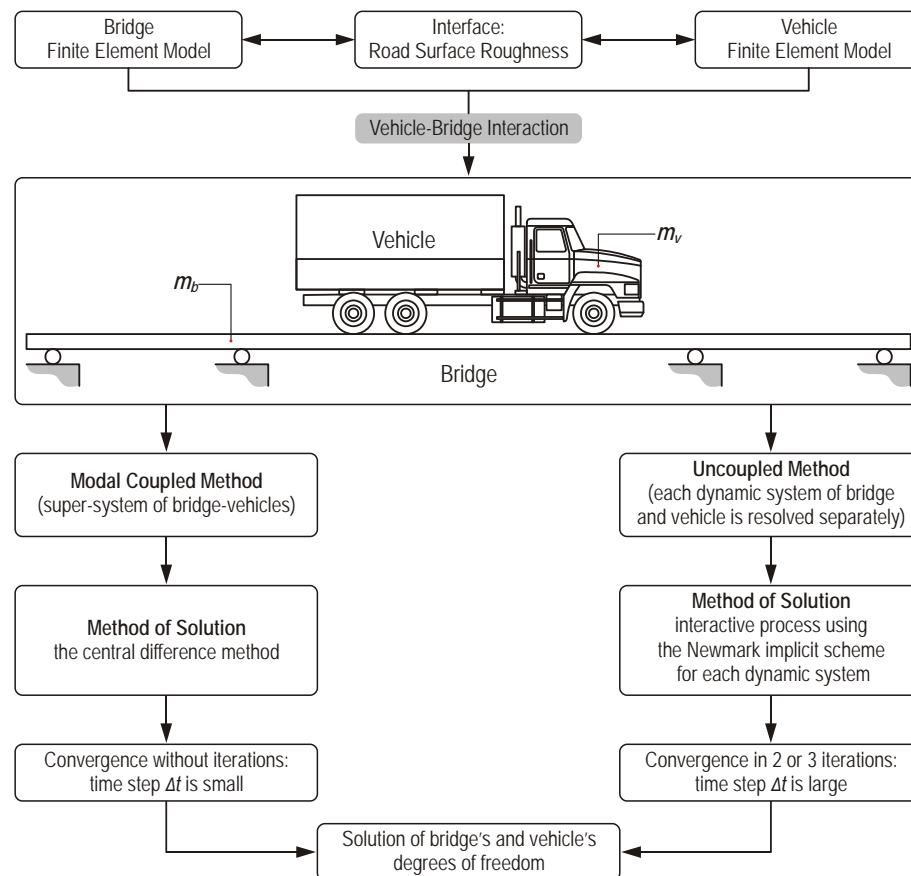 Bridge
Finite Element Model
Interface:
Road Surface Roughness
Vehicle
Finite Element Model
Vehicle-Bridge Interaction
Vehicle
m_v
m_b
Bridge
Modal Coupled Method
(super-system of bridge-vehicles)
Uncoupled Method
(each dynamic system of bridge
and vehicle is resolved separately)
Method of Solution
the central difference method
Method of Solution
interactive process using
the Newmark implicit scheme
for each dynamic system
Convergence without iterations:
time step Δt is small
Convergence in 2 or 3 iterations:
time step Δt is large
Solution of bridge's and vehicle's
degrees of freedom